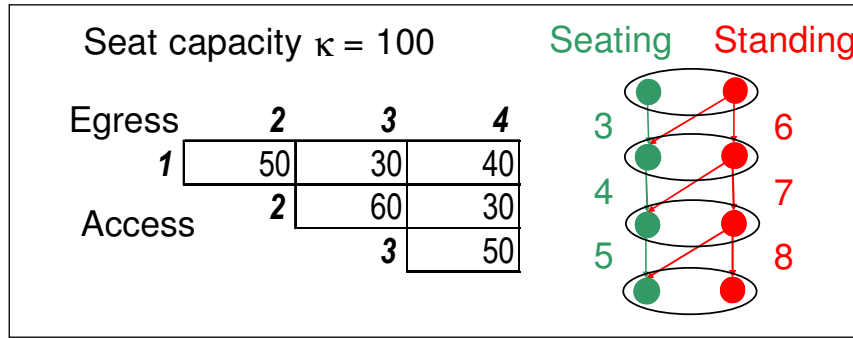 Seat capacity κ = 100
Seating Standing
Egress 2 3 4
1 50 30 40
Access 2 60 30
3 50
3 6
4 7
5 8